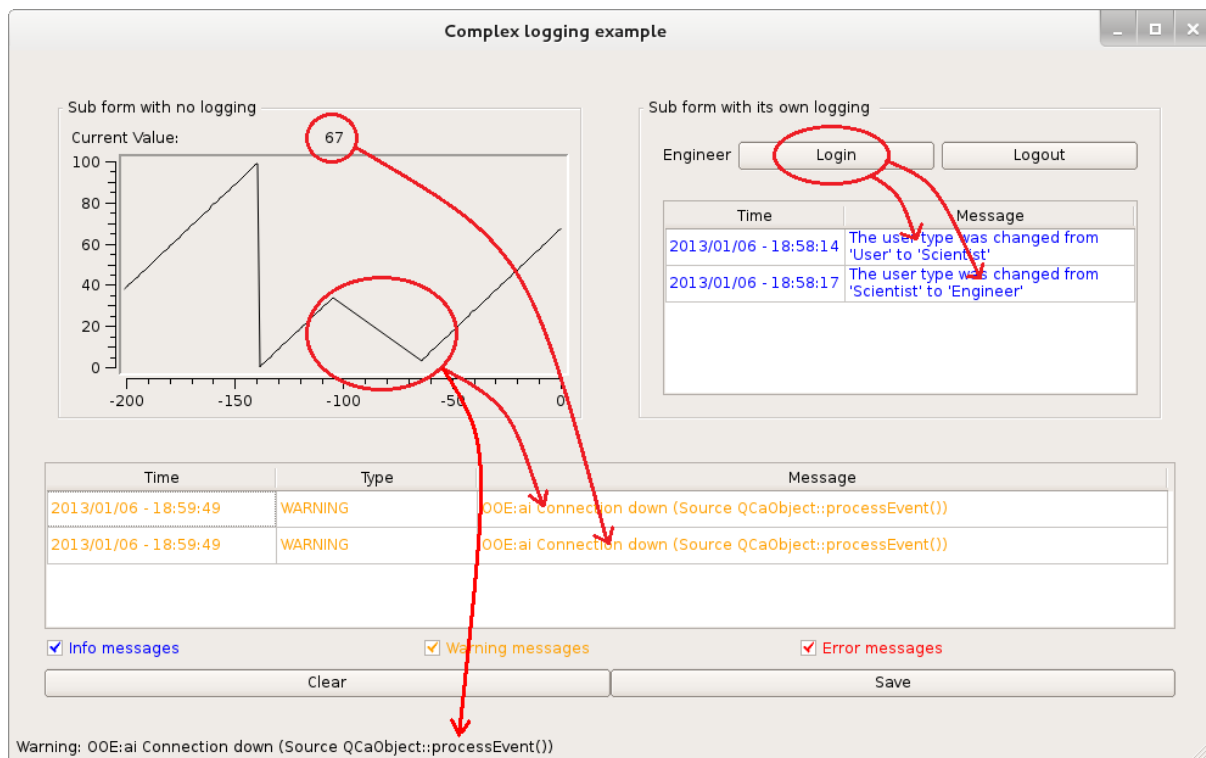 Complex logging example
Sub form with no logging
Current Value: 67
100
80
60
40
20
0
-200 -150 -100 -50 0
Sub form with its own logging
Engineer Login Logout
Time Message
2013/01/06 - 18:58:14 The user type was changed from
'User' to 'Scientist'
2013/01/06 - 18:58:17 The user type was changed from
'Scientist' to 'Engineer'
Time Type Message
2013/01/06 - 18:59:49 WARNING OOE:ai Connection down (Source QCaObject::processEvent())
2013/01/06 - 18:59:49 WARNING OOE:ai Connection down (Source QCaObject::processEvent())
Info messages Warning messages Error messages
Clear Save
Warning: OOE:ai Connection down (Source QCaObject::processEvent())